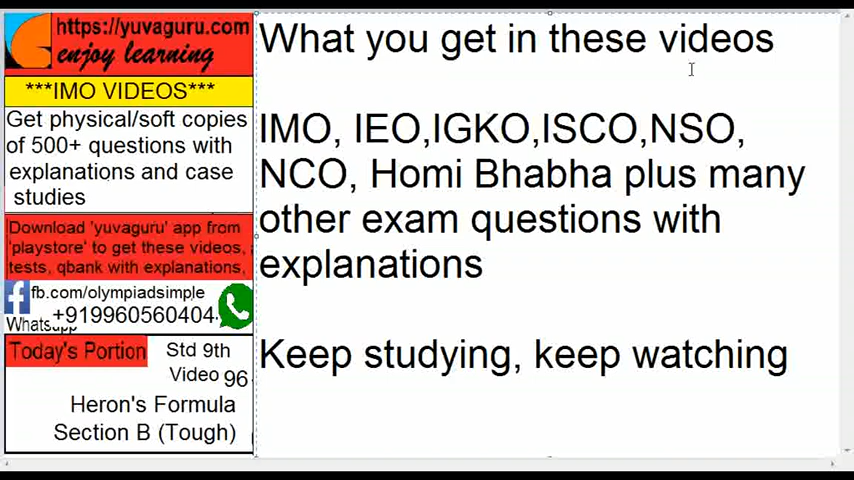 https://yuvaguru.com
enjoy learning
***IMO VIDEOS***
Get physical/soft copies
of 500+ questions with
explanations and case
studies
Download 'yuvaguru' app from
'playstore' to get these videos,
tests, qbank with explanations,
fb.com/olympiadsimple
+919960560404
Whatsupp
Today's Portion
Std 9th
Video 96
Heron's Formula
Section B (Tough)
What you get in these videos
IMO, IEO,IGKO,ISCO,NSO,
NCO, Homi Bhabha plus many
other exam questions with
explanations
Keep studying, keep watching